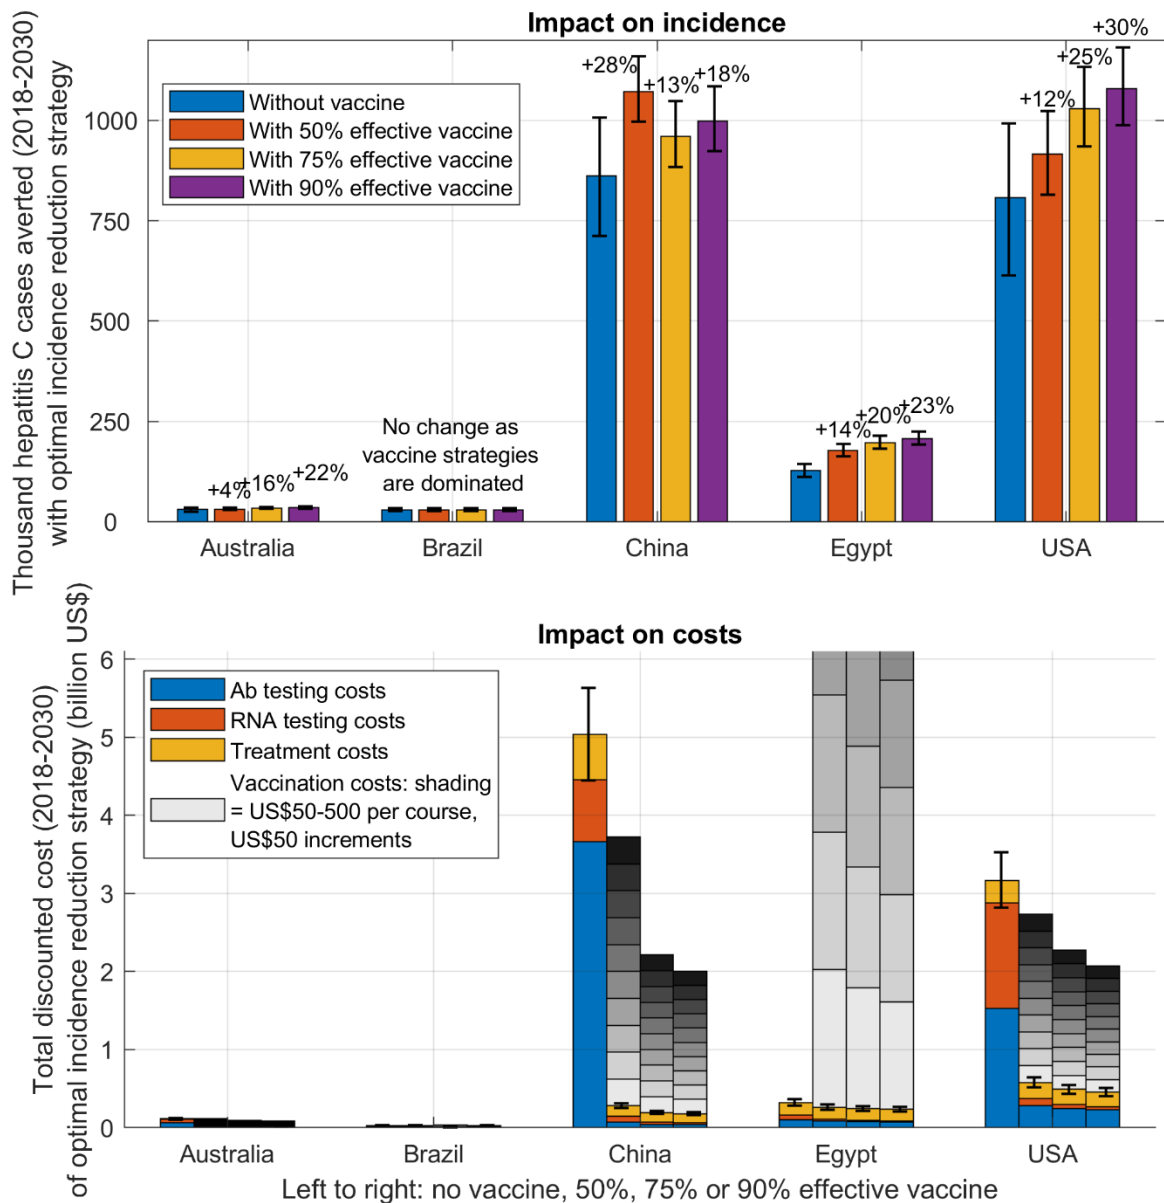 Impact on incidence
Thousand hepatitis C cases averted (2018-2030)
with optimal incidence reduction strategy
1000
750
500
250
0
Without vaccine
With 50% effective vaccine
With 75% effective vaccine
With 90% effective vaccine
+4%
+16%
+22%
No change as
vaccine strategies
are dominated
+28%
+13%
+18%
+14%
+20%
+23%
+12%
+25%
+30%
Australia
Brazil
China
Egypt
USA
Impact on costs
Total discounted cost (2018-2030)
of optimal incidence reduction strategy (billion US$)
6
5
4
3
2
1
0
Ab testing costs
RNA testing costs
Treatment costs
Vaccination costs: shading
= US$50-500 per course,
US$50 increments
Australia
Brazil
China
Egypt
USA
Left to right: no vaccine, 50%, 75% or 90% effective vaccine